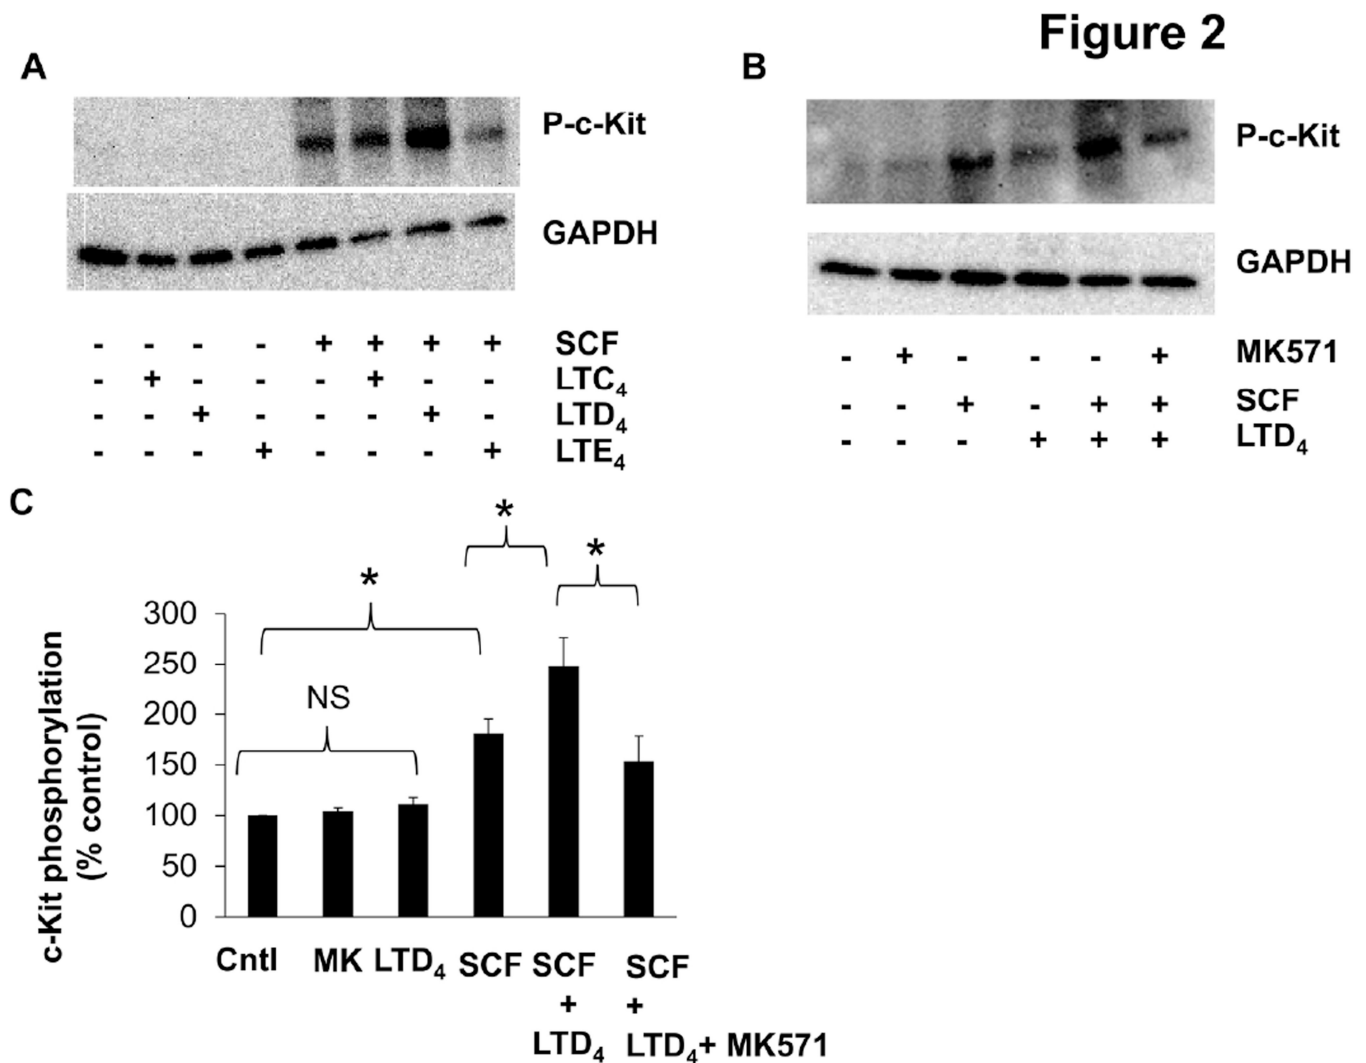 Figure 2
A
P-c-Kit
GAPDH
- - - - + + + + SCF
- + - - - + - - LTC₄
- - + - - - + - LTD₄
- - - + - - - + LTE₄
B
P-c-Kit
GAPDH
- + - - - + MK571
- - + - + + SCF
- - - + + + LTD₄
C
* * *
NS
c-Kit phosphorylation
(% control)
300
250
200
150
100
50
0
Cntl MK LTD₄ SCF SCF SCF
+ +
LTD₄ LTD₄+ MK571